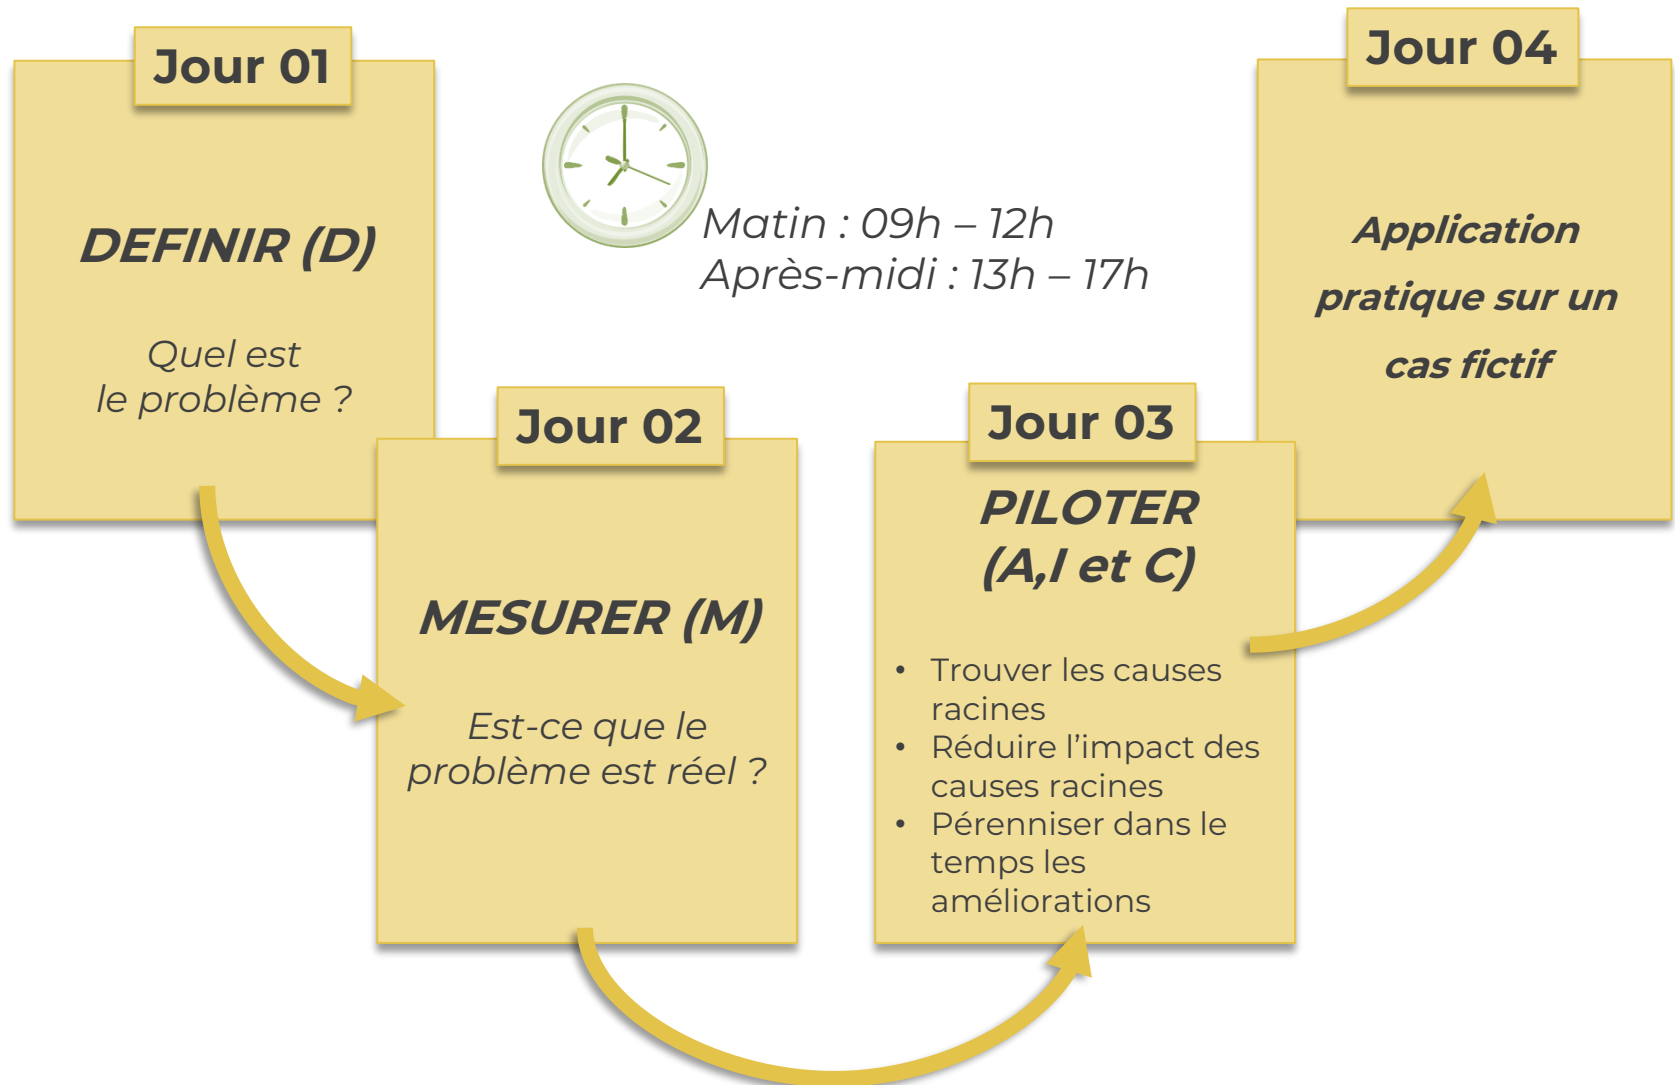 Jour 01
DEFINIR (D)
Quel est
le problème ?
Matin : 09h – 12h
Après-midi : 13h – 17h
Jour 02
MESURER (M)
Est-ce que le
problème est réel ?
Jour 03
PILOTER
(A,I et C)
• Trouver les causes
racines
• Réduire l’impact des
causes racines
• Pérenniser dans le
temps les
améliorations
Jour 04
Application
pratique sur un
cas fictif